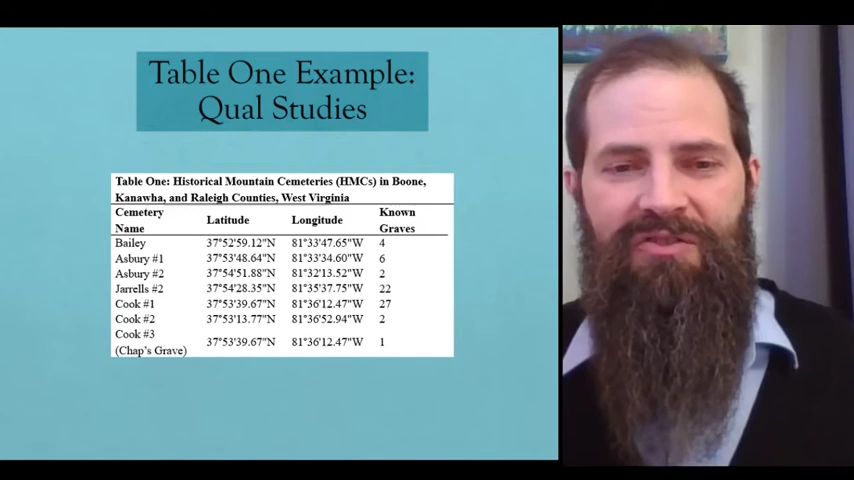 Table One Example:
Qual Studies
Table One: Historical Mountain Cemeteries (HMCs) in Boone,
Kanawha, and Raleigh Counties, West Virginia
Cemetery Name Latitude Longitude Known Graves
Bailey 37°52'59.12"N 81°33'47.65"W 4
Asbury #1 37°53'48.64"N 81°33'34.60"W 6
Asbury #2 37°54'51.88"N 81°32'13.52"W 2
Jarrells #2 37°54'28.35"N 81°35'37.75"W 22
Cook #1 37°53'39.67"N 81°36'12.47"W 27
Cook #2 37°53'13.77"N 81°36'52.94"W 2
Cook #3 (Chap's Grave) 37°53'39.67"N 81°36'12.47"W 1